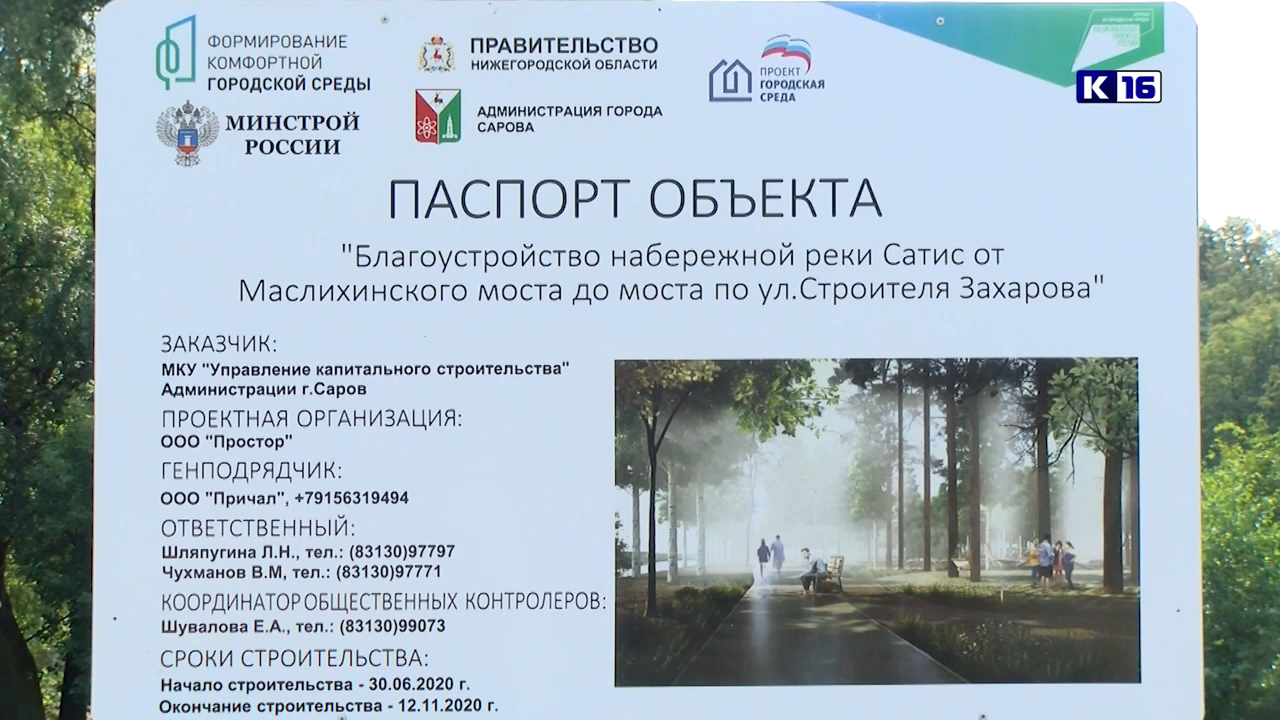 ФОРМИРОВАНИЕ
КОМФОРТНОЙ
ГОРОДСКОЙ СРЕДЫ
МИНСТРОЙ
РОССИИ
ПРАВИТЕЛЬСТВО
НИЖЕГОРОДСКОЙ ОБЛАСТИ
АДМИНИСТРАЦИЯ ГОРОДА
САРОВА
ПРОЕКТ
ГОРОДСКАЯ
СРЕДА
К 16
ПАСПОРТ ОБЪЕКТА
"Благоустройство набережной реки Сатис от
Маслихинского моста до моста по ул.Строителя Захарова"
ЗАКАЗЧИК:
МКУ "Управление капитального строительства"
Администрации г.Саров
ПРОЕКТНАЯ ОРГАНИЗАЦИЯ:
ООО "Простор"
ГЕНПОДРЯДЧИК:
ООО "Причал", +79156319494
ОТВЕТСТВЕННЫЙ:
Шляпугина Л.Н., тел.: (83130)97797
Чухманов В.М, тел.: (83130)97771
КООРДИНАТОР ОБЩЕСТВЕННЫХ КОНТРОЛЕРОВ:
Шувалова Е.А., тел.: (83130)99073
СРОКИ СТРОИТЕЛЬСТВА:
Начало строительства - 30.06.2020 г.
Окончание строительства - 12.11.2020 г.